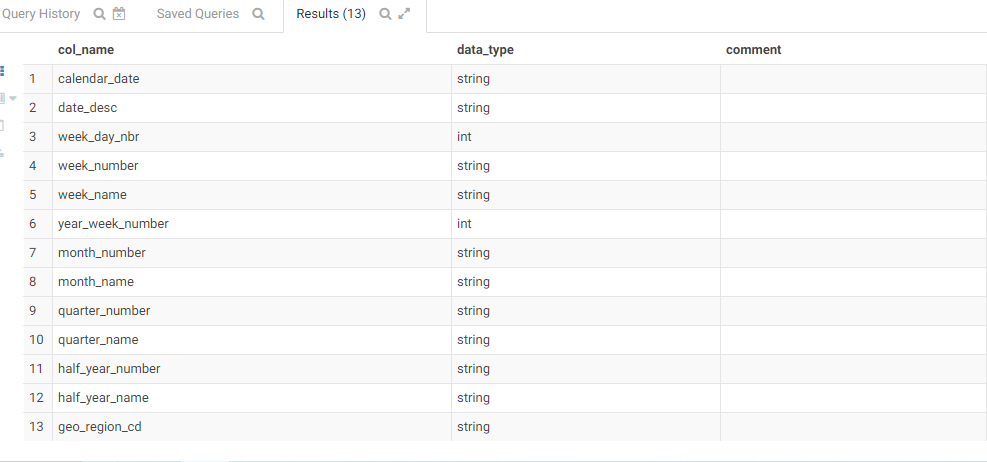 Query History Saved Queries Results (13)
col_name data_type comment
1 calendar_date string
2 date_desc string
3 week_day_nbr int
4 week_number string
5 week_name string
6 year_week_number int
7 month_number string
8 month_name string
9 quarter_number string
10 quarter_name string
11 half_year_number string
12 half_year_name string
13 geo_region_cd string